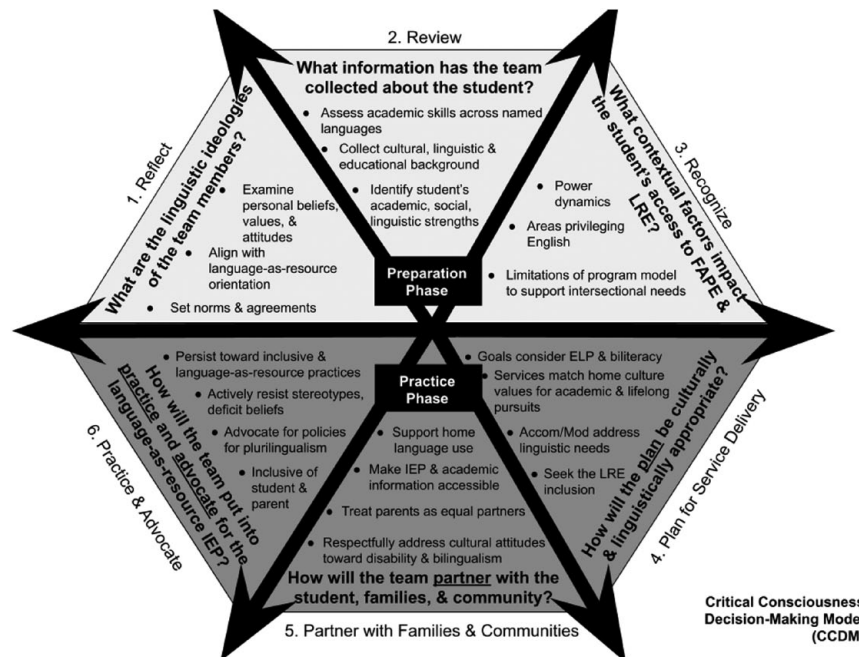 2. Review
What information has the team
collected about the student?
• Assess academic skills across named
languages
• Collect cultural, linguistic &
educational background
• Identify student's
academic, social,
linguistic strengths
1. Reflect
What are the linguistic ideologies
of the team members?
• Examine
personal beliefs,
values, &
attitudes
• Align with
language-as-resource
orientation
• Set norms & agreements
3. Recognize
What contextual factors impact
the student's access to FAPE &
LRE?
• Power
dynamics
• Areas privileging
English
• Limitations of program model
to support intersectional needs
Preparation
Phase
Practice
Phase
• Goals consider ELP & biliteracy
• Services match home culture
values for academic & lifelong
pursuits
• Accom/Mod address
linguistic needs
• Seek the LRE
inclusion
How will the plan be culturally
& linguistically appropriate?
4. Plan for Service Delivery
• Support home
language use
• Make IEP & academic
information accessible
• Treat parents as equal
partners
• Respectfully address cultural attitudes
toward disability & bilingualism
How will the team partner with the
student, families, & community?
5. Partner with Families & Communities
• Persist toward inclusive &
language-as-resource practices
• Actively resist stereotypes,
deficit beliefs
• Advocate for policies
for plurilingualism
• Inclusive of
student &
parent
How will the team put into
practice and advocate for the
language-as-resource IEP?
6. Practice & Advocate
Critical Consciousness
Decision-Making Mode
(CCDM